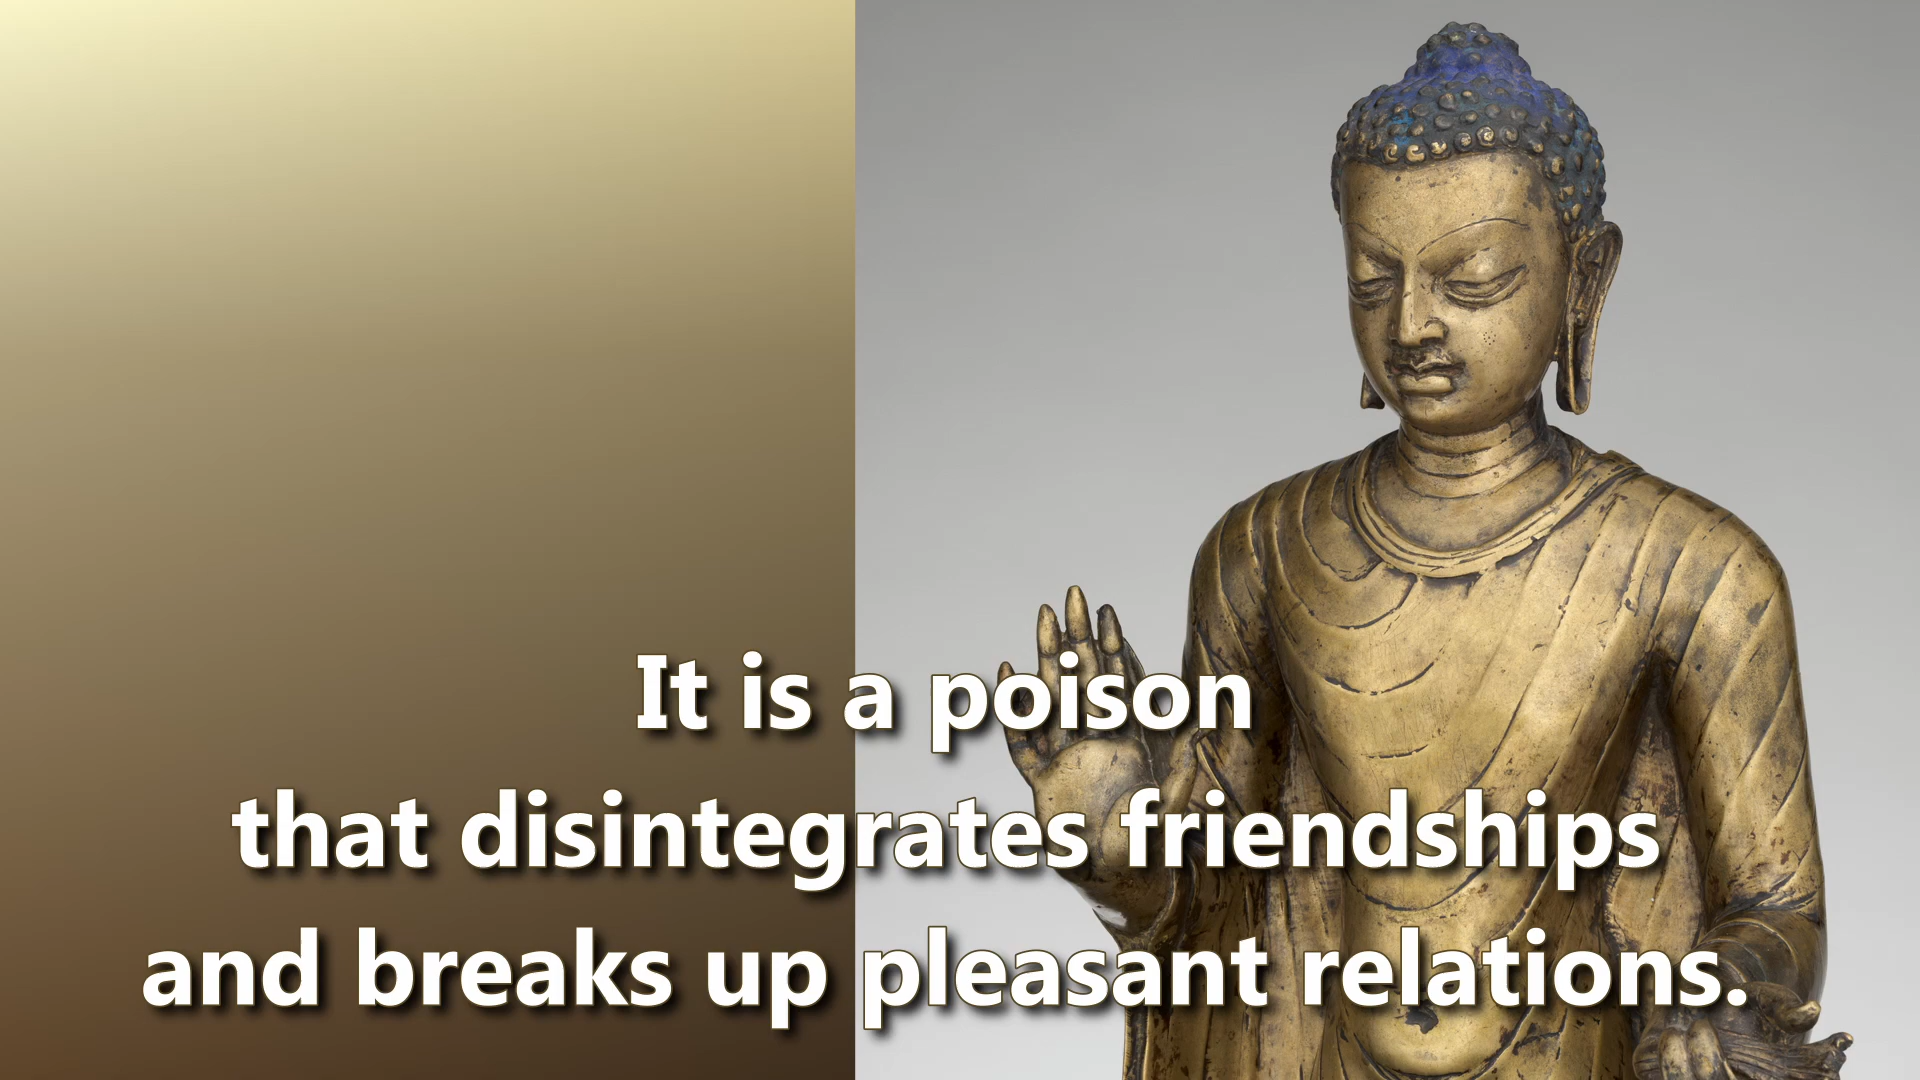 It is a poison
that disintegrates friendships
and breaks up pleasant relations.